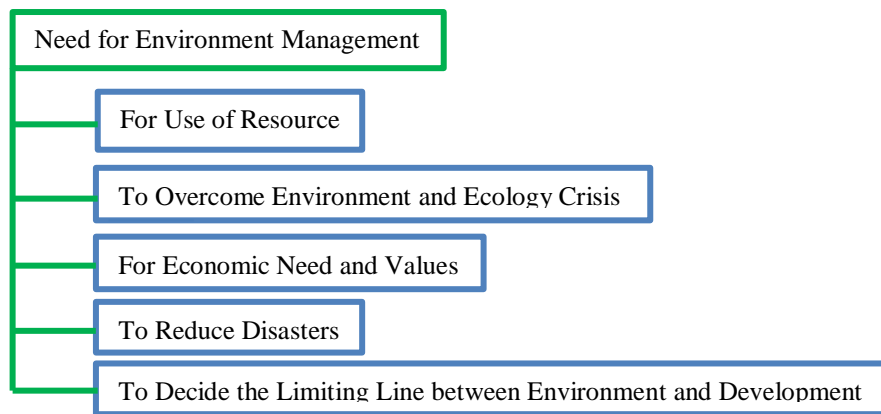 Need for Environment Management
For Use of Resource
To Overcome Environment and Ecology Crisis
For Economic Need and Values
To Reduce Disasters
To Decide the Limiting Line between Environment and Development